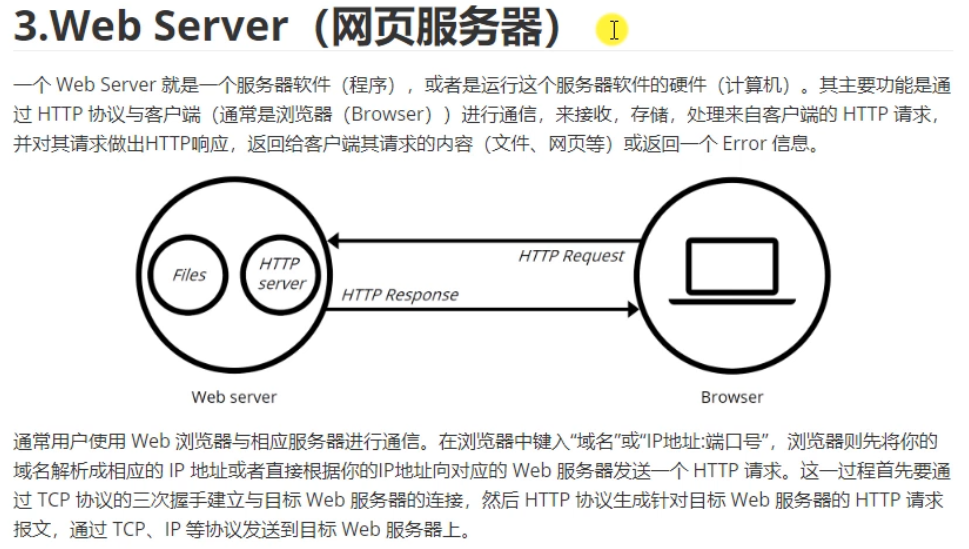 3.Web Server（网页服务器）
一个 Web Server 就是一个服务器软件（程序），或者是运行这个服务器软件的硬件（计算机）。其主要功能是通
过 HTTP 协议与客户端（通常是浏览器（Browser））进行通信，来接收，存储，处理来自客户端的 HTTP 请求，
并对其请求做出HTTP响应，返回给客户端其请求的内容（文件、网页等）或返回一个 Error 信息。
Files
HTTP
server
HTTP Request
HTTP Response
Web server
Browser
通常用户使用 Web 浏览器与相应服务器进行通信。在浏览器中键入“域名”或“IP地址:端口号”，浏览器则先将你的
域名解析成相应的 IP 地址或者直接根据你的IP地址向对应的 Web 服务器发送一个 HTTP 请求。这一过程首先要通
过 TCP 协议的三次握手建立与目标 Web 服务器的连接，然后 HTTP 协议生成针对目标 Web 服务器的 HTTP 请求
报文，通过 TCP、IP 等协议发送到目标 Web 服务器上。